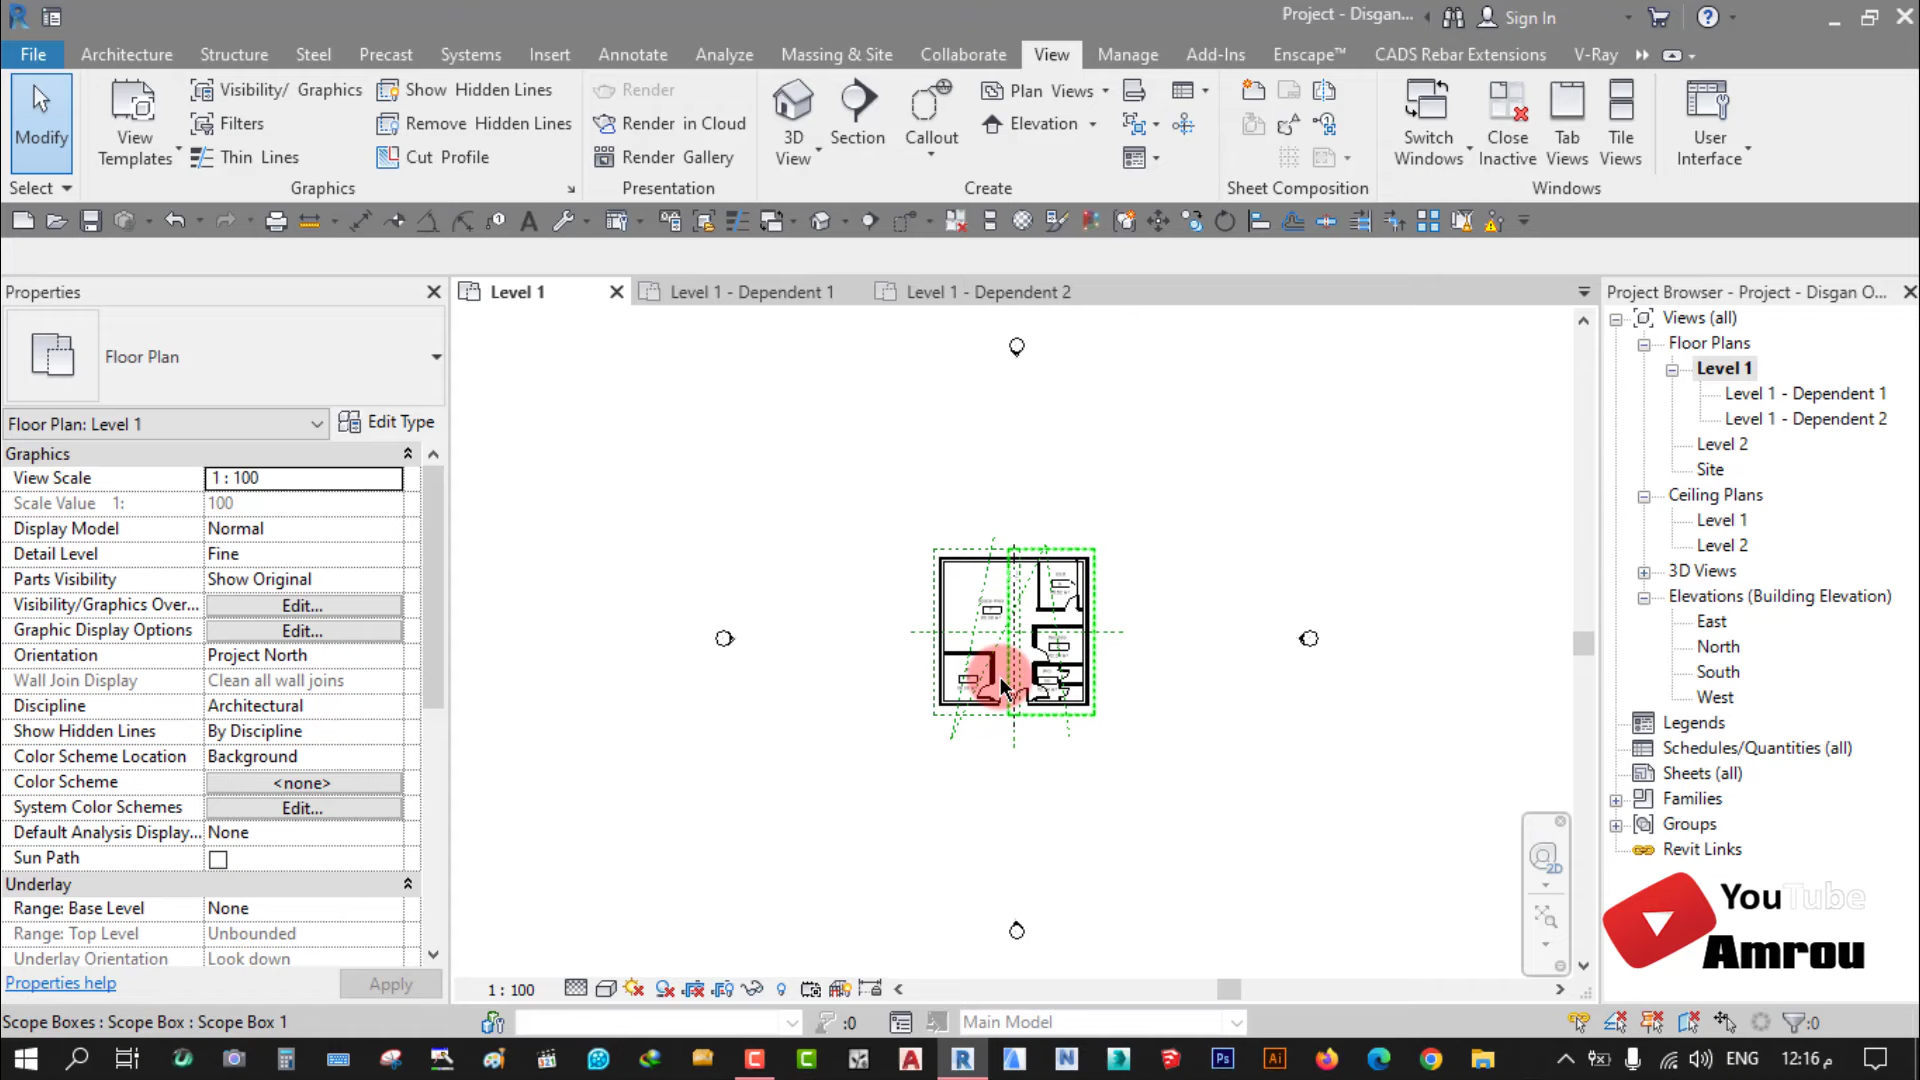 Project - Disgan...
Sign In
File Architecture Structure Steel Precast Systems Insert Annotate Analyze Massing & Site Collaborate View Manage Add-Ins Enscape™ CADS Rebar Extensions V-Ray
Modify
View Templates
Visibility/ Graphics
Filters
Thin Lines
Show Hidden Lines
Remove Hidden Lines
Cut Profile
Render
Render in Cloud
Render Gallery
3D View
Section
Callout
Plan Views
Elevation
Switch Windows
Close Inactive
Tab Views
Tile Views
User Interface
Select Graphics Presentation Create Sheet Composition Windows
Properties
Floor Plan
Floor Plan: Level 1
Edit Type
Graphics
View Scale 1 : 100
Scale Value 1: 100
Display Model Normal
Detail Level Fine
Parts Visibility Show Original
Visibility/Graphics Over... Edit...
Graphic Display Options Edit...
Orientation Project North
Wall Join Display Clean all wall joins
Discipline Architectural
Show Hidden Lines By Discipline
Color Scheme Location Background
Color Scheme <none>
System Color Schemes Edit...
Default Analysis Display... None
Sun Path
Underlay
Range: Base Level None
Range: Top Level Unbounded
Underlay Orientation Look down
Properties help
Apply
Level 1
Level 1 - Dependent 1
Level 1 - Dependent 2
2D
1 : 100
Project Browser - Project - Disgan O...
Views (all)
Floor Plans
Level 1
Level 1 - Dependent 1
Level 1 - Dependent 2
Level 2
Site
Ceiling Plans
Level 1
Level 2
3D Views
Elevations (Building Elevation)
East
North
South
West
Legends
Schedules/Quantities (all)
Sheets (all)
Families
Groups
Revit Links
YouTube
Amrou
Scope Boxes : Scope Box : Scope Box 1
:0
Main Model
:0
ENG
12:16 م